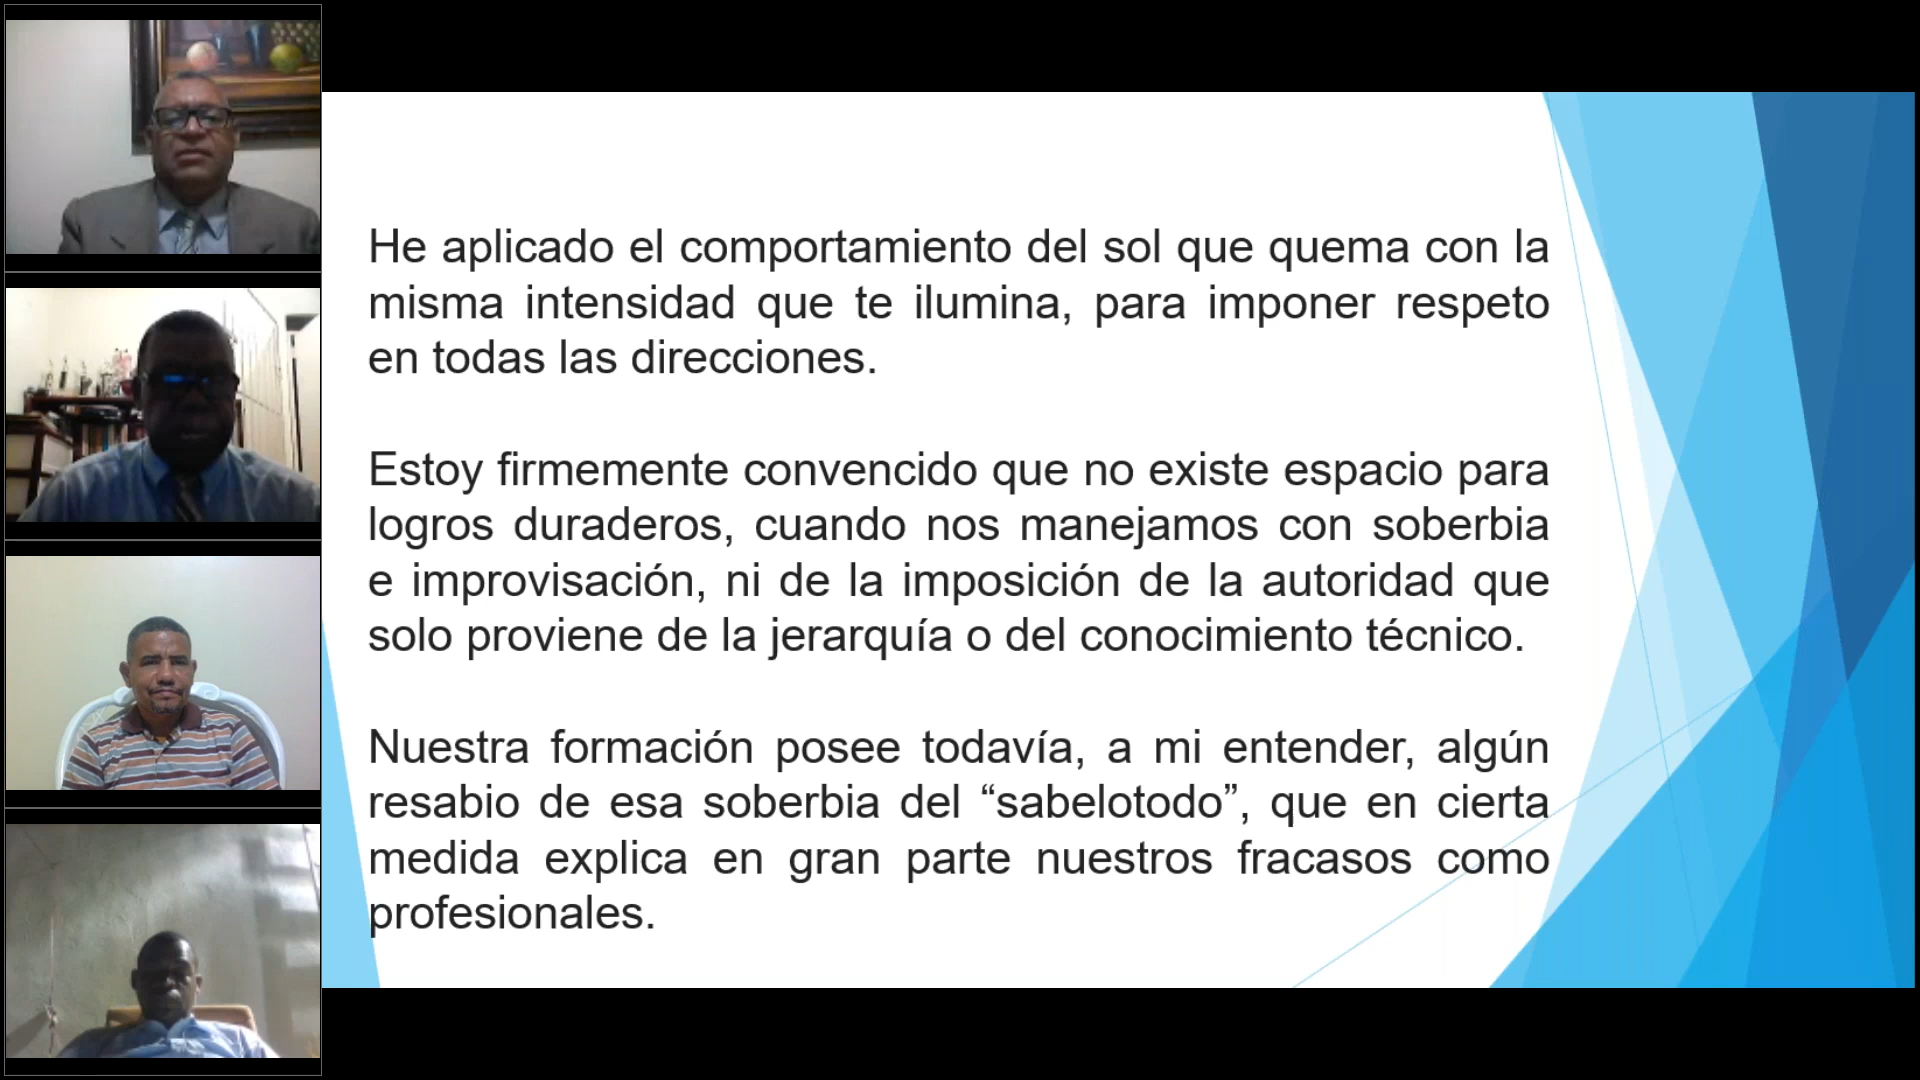 He aplicado el comportamiento del sol que quema con la
misma intensidad que te ilumina, para imponer respeto
en todas las direcciones.
Estoy firmemente convencido que no existe espacio para
logros duraderos, cuando nos manejamos con soberbia
e improvisación, ni de la imposición de la autoridad que
solo proviene de la jerarquía o del conocimiento técnico.
Nuestra formación posee todavía, a mi entender, algún
resabio de esa soberbia del “sabelotodo”, que en cierta
medida explica en gran parte nuestros fracasos como
profesionales.